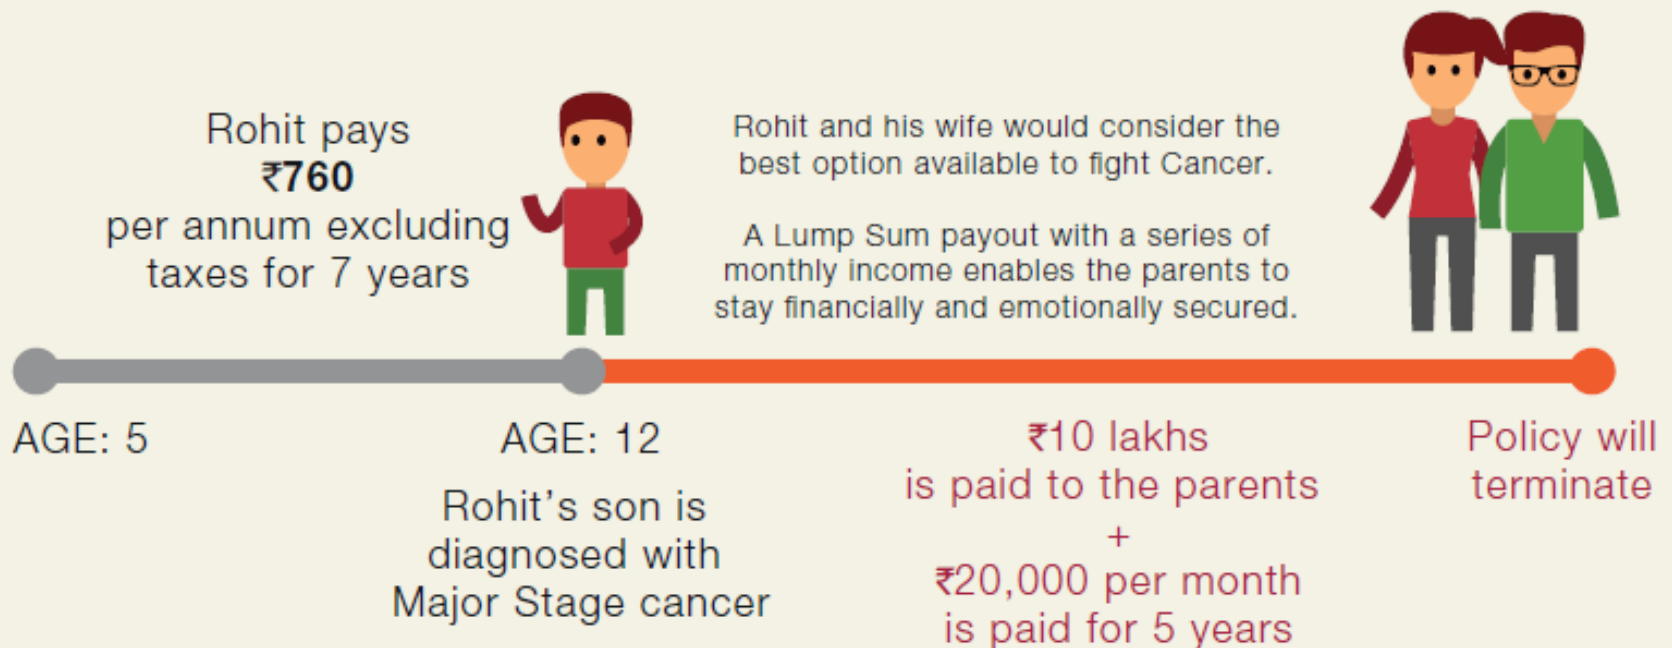 Rohit pays
₹760
per annum excluding
taxes for 7 years
Rohit and his wife would consider the
best option available to fight Cancer.
A Lump Sum payout with a series of
monthly income enables the parents to
stay financially and emotionally secured.
AGE: 5
AGE: 12
Rohit’s son is
diagnosed with
Major Stage cancer
₹10 lakhs
is paid to the parents
+
₹20,000 per month
is paid for 5 years
Policy will
terminate